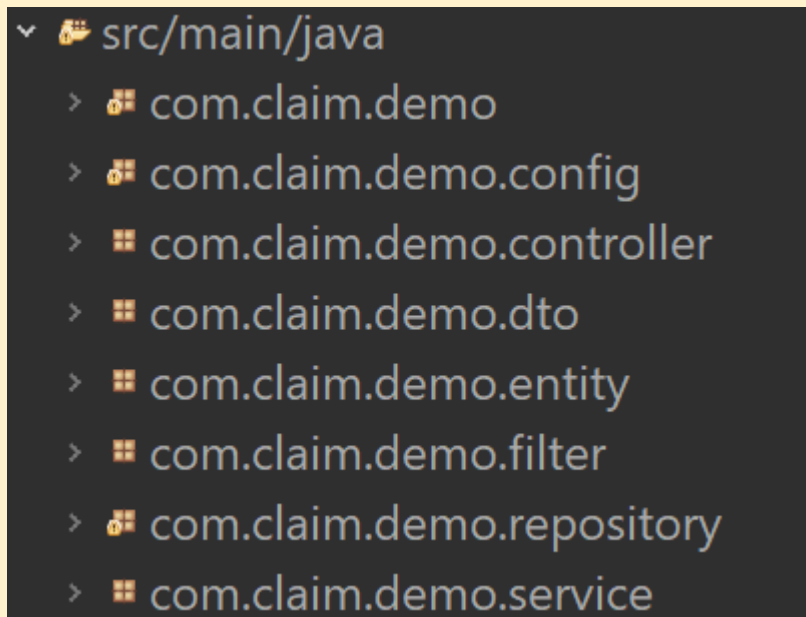 src/main/java
com.claim.demo
com.claim.demo.config
com.claim.demo.controller
com.claim.demo.dto
com.claim.demo.entity
com.claim.demo.filter
com.claim.demo.repository
com.claim.demo.service